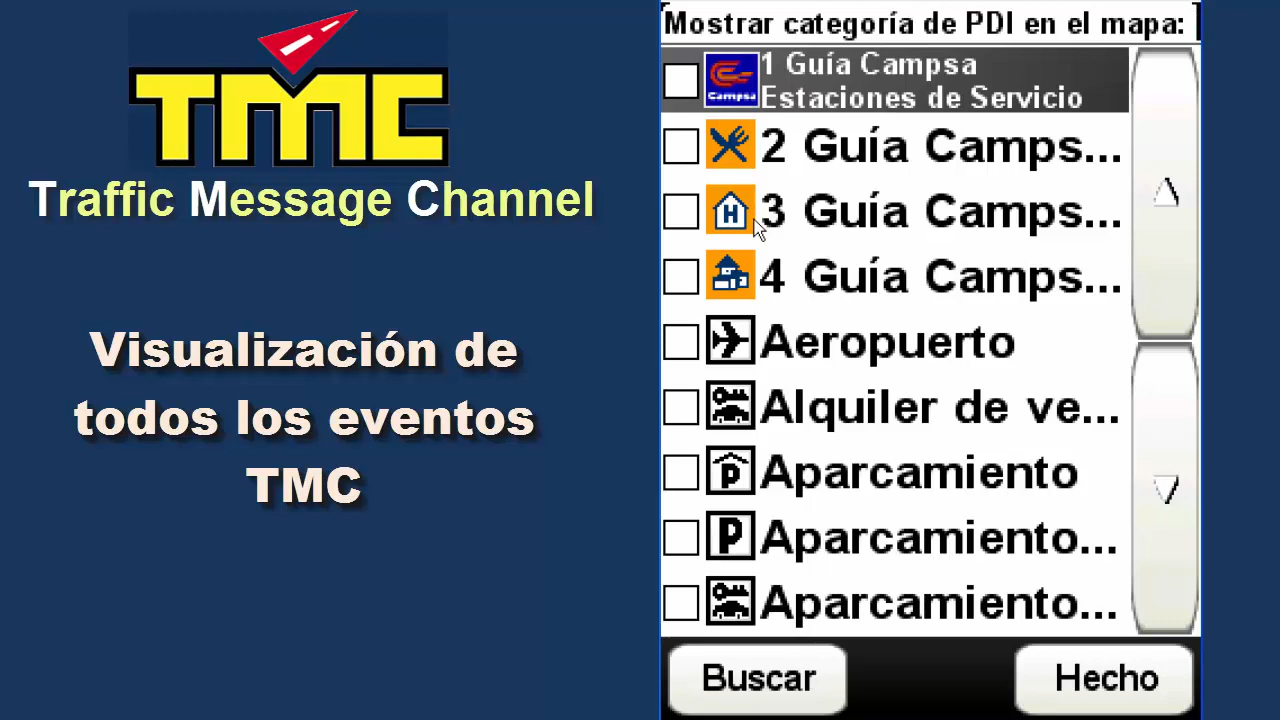 TMC
Traffic Message Channel
Visualización de
todos los eventos
TMC
Mostrar categoría de PDI en el mapa:
Campsa
1 Guía Campsa
Estaciones de Servicio
2 Guía Camps...
H
3 Guía Camps...
4 Guía Camps...
Aeropuerto
Alquiler de ve...
P
Aparcamiento
P
Aparcamiento...
Aparcamiento...
Buscar
Hecho